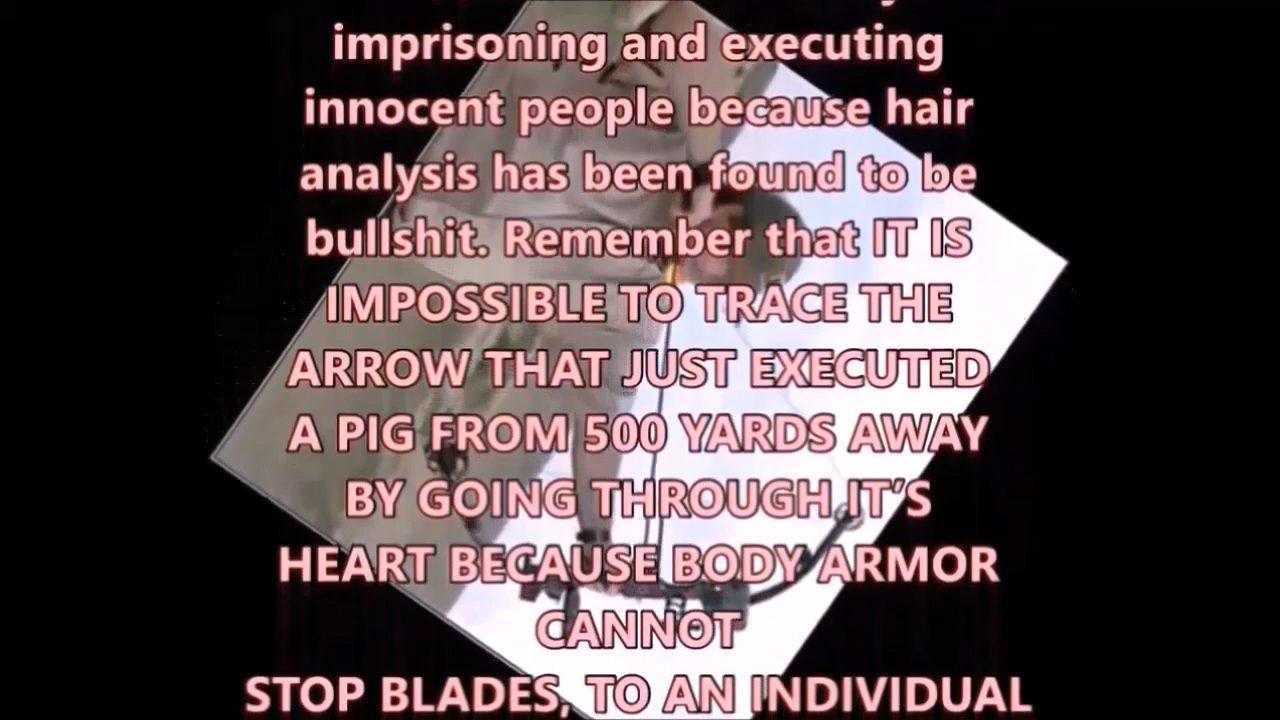 imprisoning and executing
innocent people because hair
analysis has been found to be
bullshit. Remember that IT IS
IMPOSSIBLE TO TRACE THE
ARROW THAT JUST EXECUTED
A PIG FROM 500 YARDS AWAY
BY GOING THROUGH IT’S
HEART BECAUSE BODY ARMOR
CANNOT
STOP BLADES, TO AN INDIVIDUAL